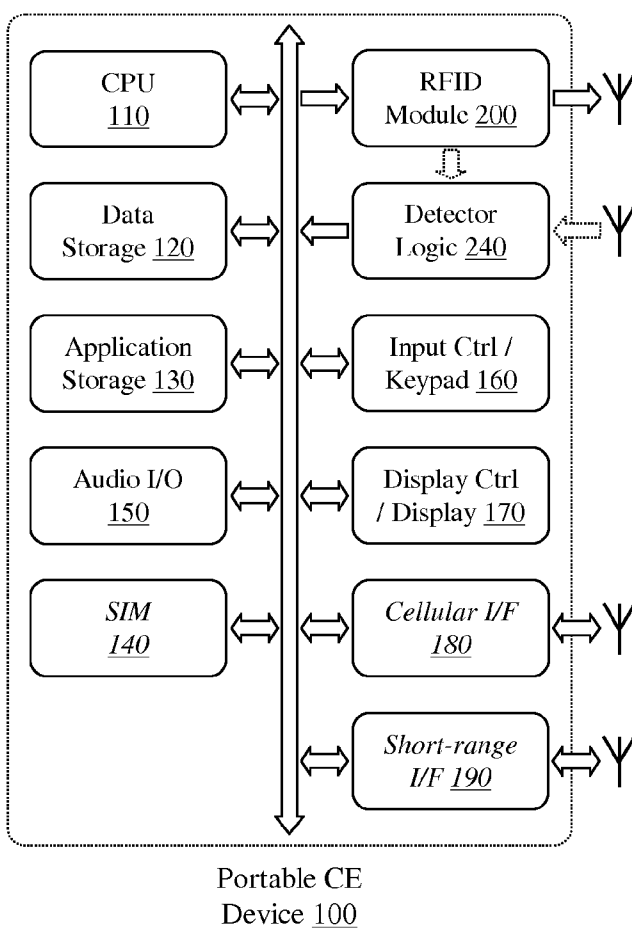 CPU
110
RFID
Module 200
Data
Storage 120
Detector
Logic 240
Application
Storage 130
Input Ctrl /
Keypad 160
Audio I/O
150
Display Ctrl
/ Display 170
SIM
140
Cellular I/F
180
Short-range
I/F 190
Portable CE
Device 100